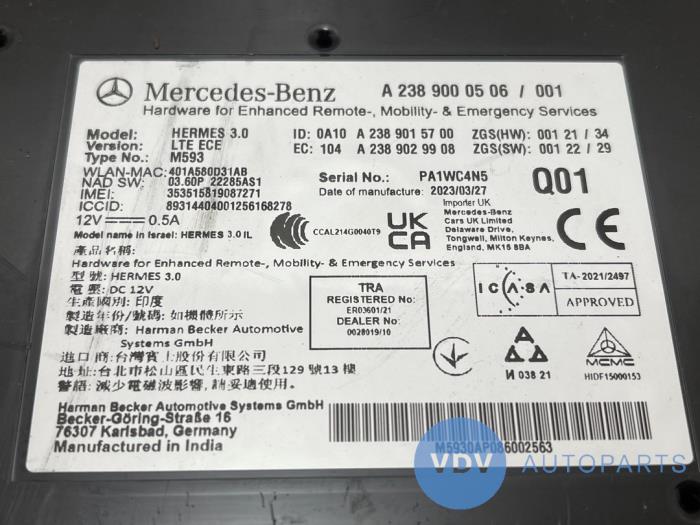 Mercedes-Benz A 238 900 05 06 / 001
Hardware for Enhanced Remote-, Mobility- & Emergency Services
Model: HERMES 3.0 ID: 0A10 A 238 901 57 00 ZGS(HW): 001 21 / 34
Version: LTE ECE EC: 104 A 238 902 99 08 ZGS(SW): 001 22 / 29
Type No.: M593
WLAN-MAC: 401A580D31AB Serial No.: PA1WC4N5 Q01
NAD SW: 03.60P 22285AS1 Date of manufacture: 2023/03/27
IMEI: 353515819087271
ICCID: 89314404001256168278
12V 0.5A
Model name in Israel: HERMES 3.0 IL
CCAL214G0040T9
UK
CA
Importer UK
Mercedes-Benz
Cars UK Limited
Delaware Drive,
Tongwell, Milton Keynes,
England, MK15 8BA
CE
產品名稱:
Hardware for Enhanced Remote-, Mobility- & Emergency Services
型 號: HERMES 3.0
電 壓: DC 12V
生產國別: 印度
製造年份/號碼: 如機體所示
製造廠商: Harman Becker Automotive
Systems GmbH
進口商: 台灣賓士股份有限公司
地址: 台北市松山區民生東路三段129 號13 樓
警語: 減少電磁波影響, 請妥適使用.
TRA
REGISTERED No:
ER03601/21
DEALER No:
0028019/10
ICASA
TA-2021/2497
APPROVED
И 038 21
MCMC
HIDF15000153
Harman Becker Automotive Systems GmbH
Becker-Göring-Straße 16
76307 Karlsbad, Germany
Manufactured in India
M5930AP086002563
VDV AUTOPARTS